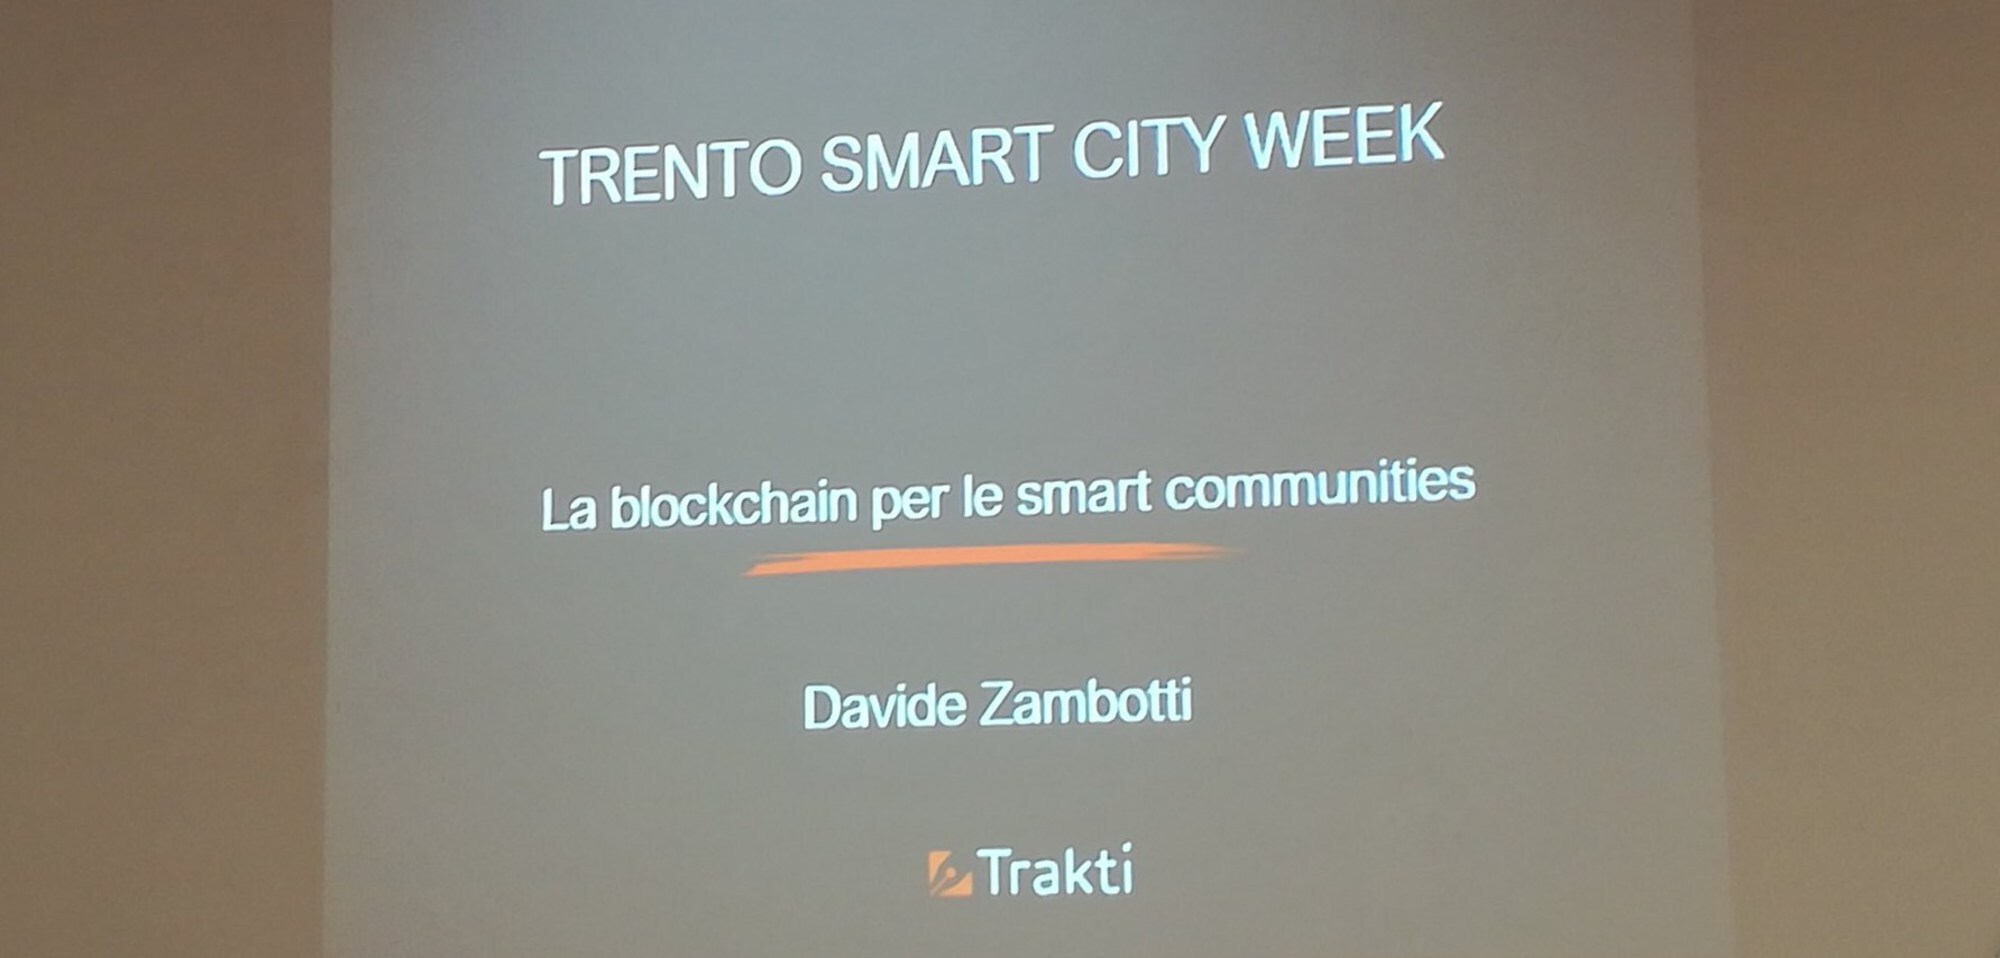 TRENTO SMART CITY WEEK
La blockchain per le smart communities
Davide Zambotti
Trakti